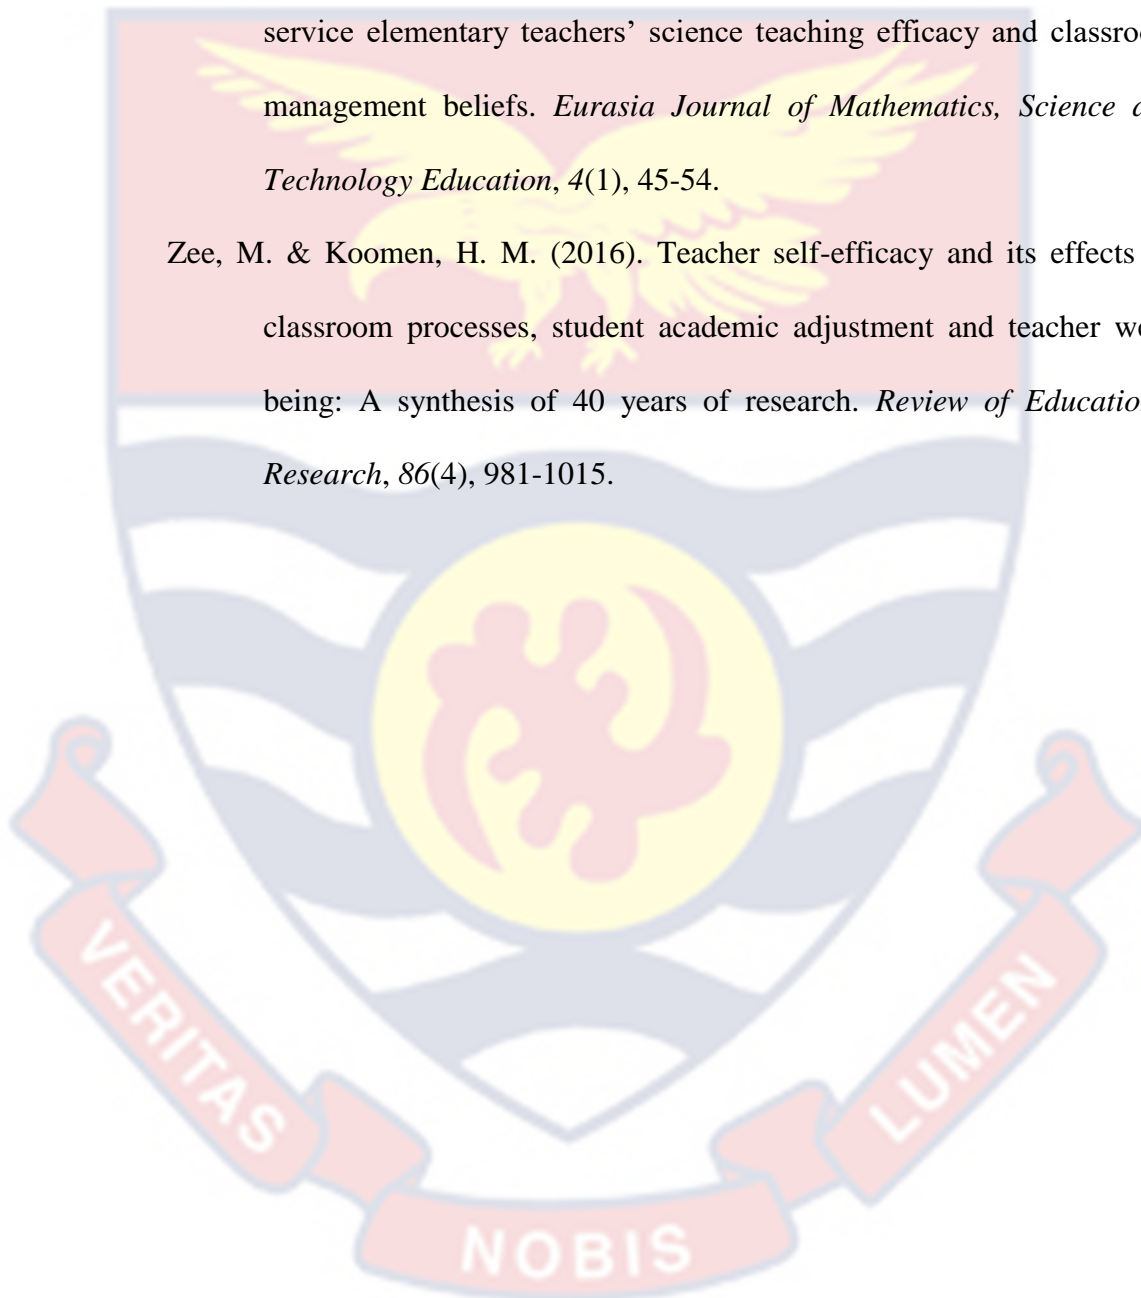 service elementary teachers’ science teaching efficacy and classroo
management beliefs. Eurasia Journal of Mathematics, Science
Technology Education, 4(1), 45-54.
Zee, M. & Koomen, H. M. (2016). Teacher self-efficacy and its effects
classroom processes, student academic adjustment and teacher
being: A synthesis of 40 years of research. Review of Education
Research, 86(4), 981-1015.
VERITAS
NOBIS
LUMEN